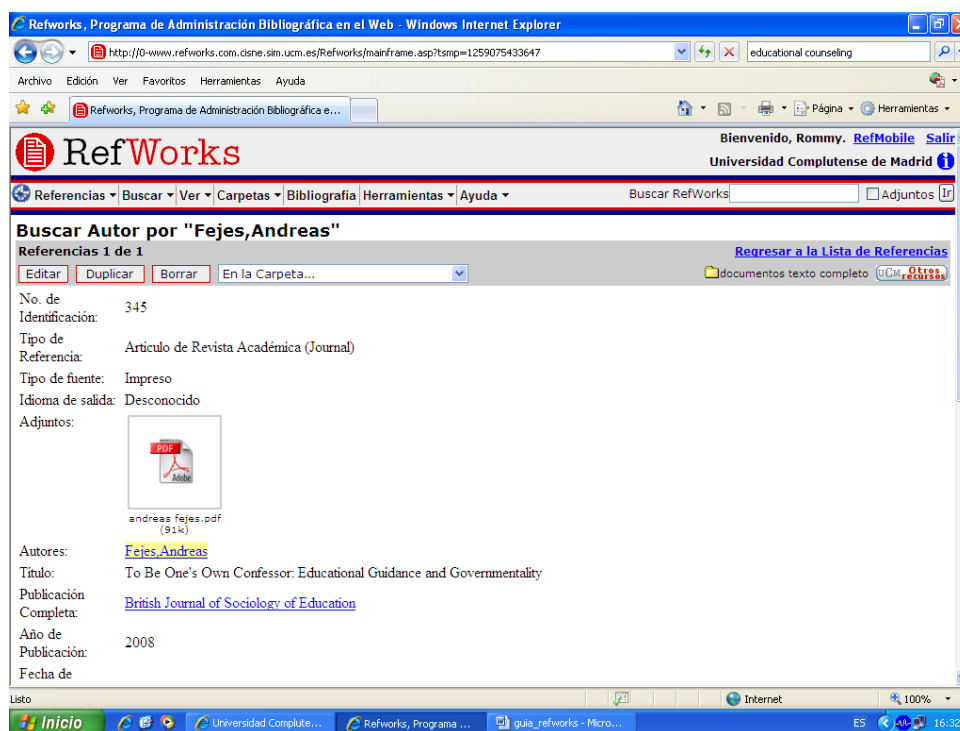 Refworks, Programa de Administración Bibliográfica en el Web - Windows Internet Explorer
http://0-www.refworks.com.cisne.sim.ucm.es/Refworks/mainframe.asp?tsmp=1259075433647
educational counseling
Archivo Edición Ver Favoritos Herramientas Ayuda
Refworks, Programa de Administración Bibliográfica e...
Página
Herramientas
RefWorks
Bienvenido, Rommy. RefMobile Salir
Universidad Complutense de Madrid
Referencias Buscar Ver Carpetas Bibliografía Herramientas Ayuda
Buscar RefWorks
Adjuntos Ir
Buscar Autor por "Fejes,Andreas"
Referencias 1 de 1
Regresar a la Lista de Referencias
Editar Duplicar Borrar En la Carpeta...
documentos texto completo
UCM Otros recursos
No. de
Identificación:
345
Tipo de
Referencia:
Artículo de Revista Académica (Journal)
Tipo de fuente: Impreso
Idioma de salida: Desconocido
Adjuntos:
PDF
Adobe
andreas fejes.pdf
(91k)
Autores: Fejes,Andreas
Título: To Be One's Own Confessor: Educational Guidance and Governmentality
Publicación
Completa:
British Journal of Sociology of Education
Año de
Publicación:
2008
Fecha de
Listo
Internet
100%
Inicio
Universidad Complute...
Refworks, Programa ...
guia_refworks - Micro...
ES
16:32